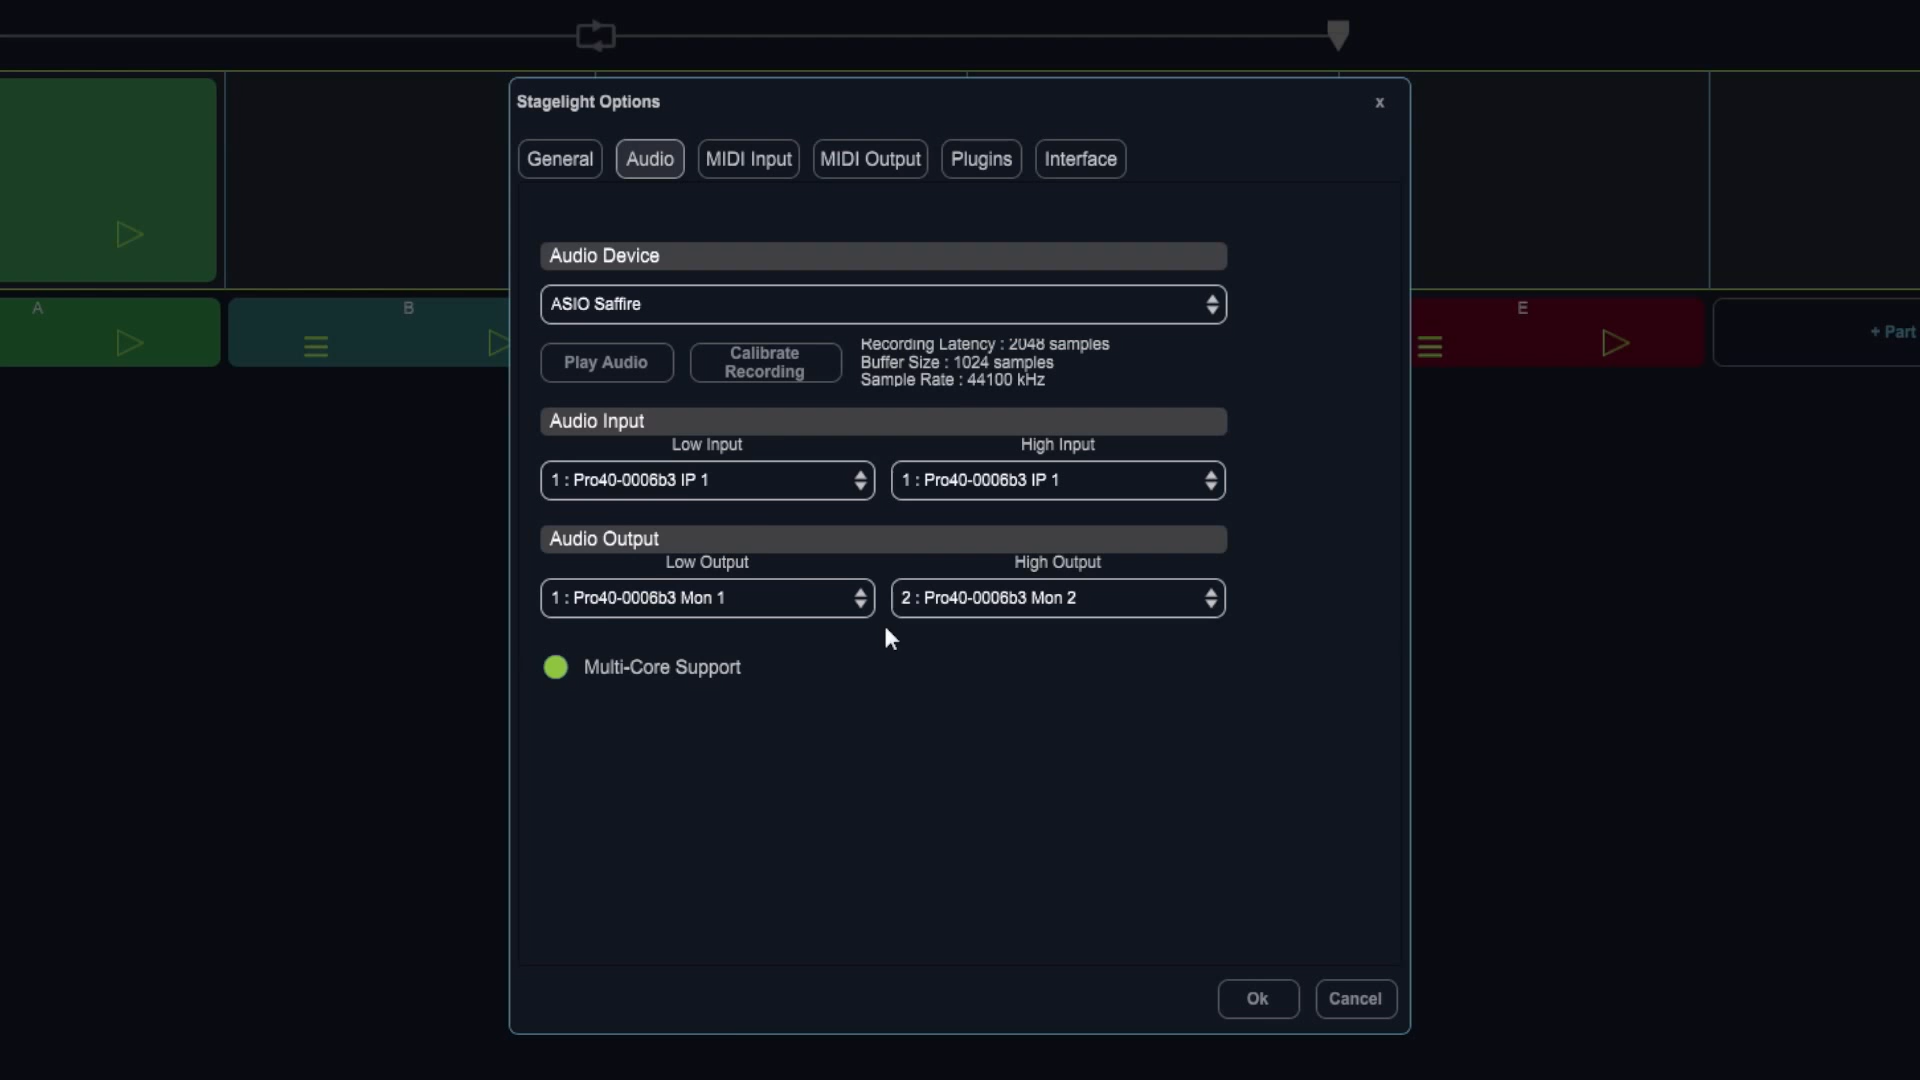 Stagelight Options
x
General
Audio
MIDI Input
MIDI Output
Plugins
Interface
Audio Device
ASIO Saffire
Play Audio
Calibrate
Recording
Recording Latency : 2048 samples
Buffer Size : 1024 samples
Sample Rate : 44100 kHz
Audio Input
Low Input
High Input
1 : Pro40-0006b3 IP 1
1 : Pro40-0006b3 IP 1
Audio Output
Low Output
High Output
1 : Pro40-0006b3 Mon 1
2 : Pro40-0006b3 Mon 2
Multi-Core Support
Ok
Cancel
A
B
E
+ Part